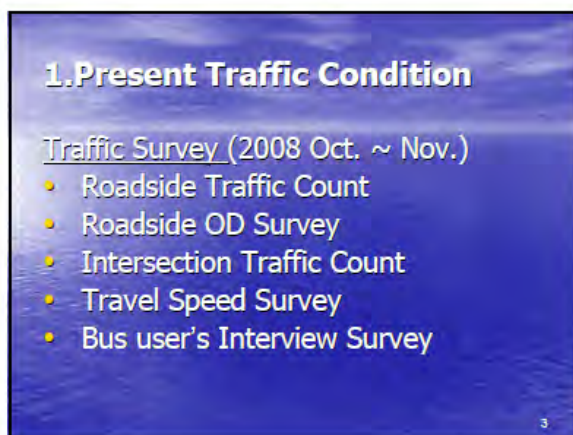 1.Present Traffic Condition
Traffic Survey (2008 Oct. ~ Nov.)
• Roadside Traffic Count
• Roadside OD Survey
• Intersection Traffic Count
• Travel Speed Survey
• Bus user's Interview Survey
3